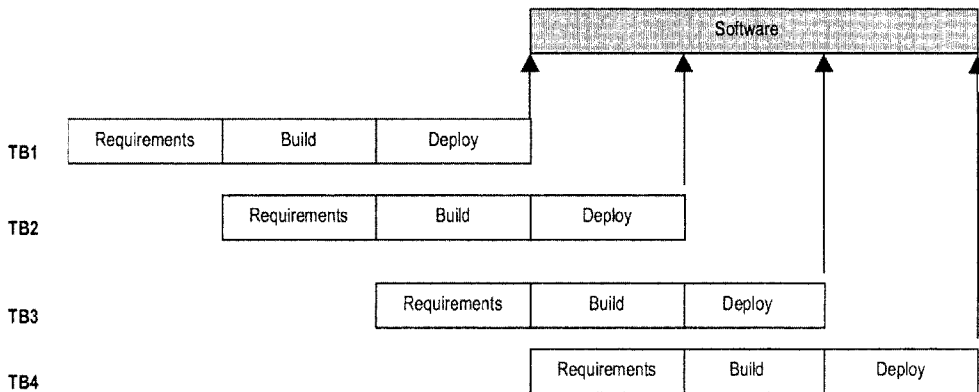 Software
TB1 Requirements Build Deploy
TB2 Requirements Build Deploy
TB3 Requirements Build Deploy
TB4 Requirements Build Deploy